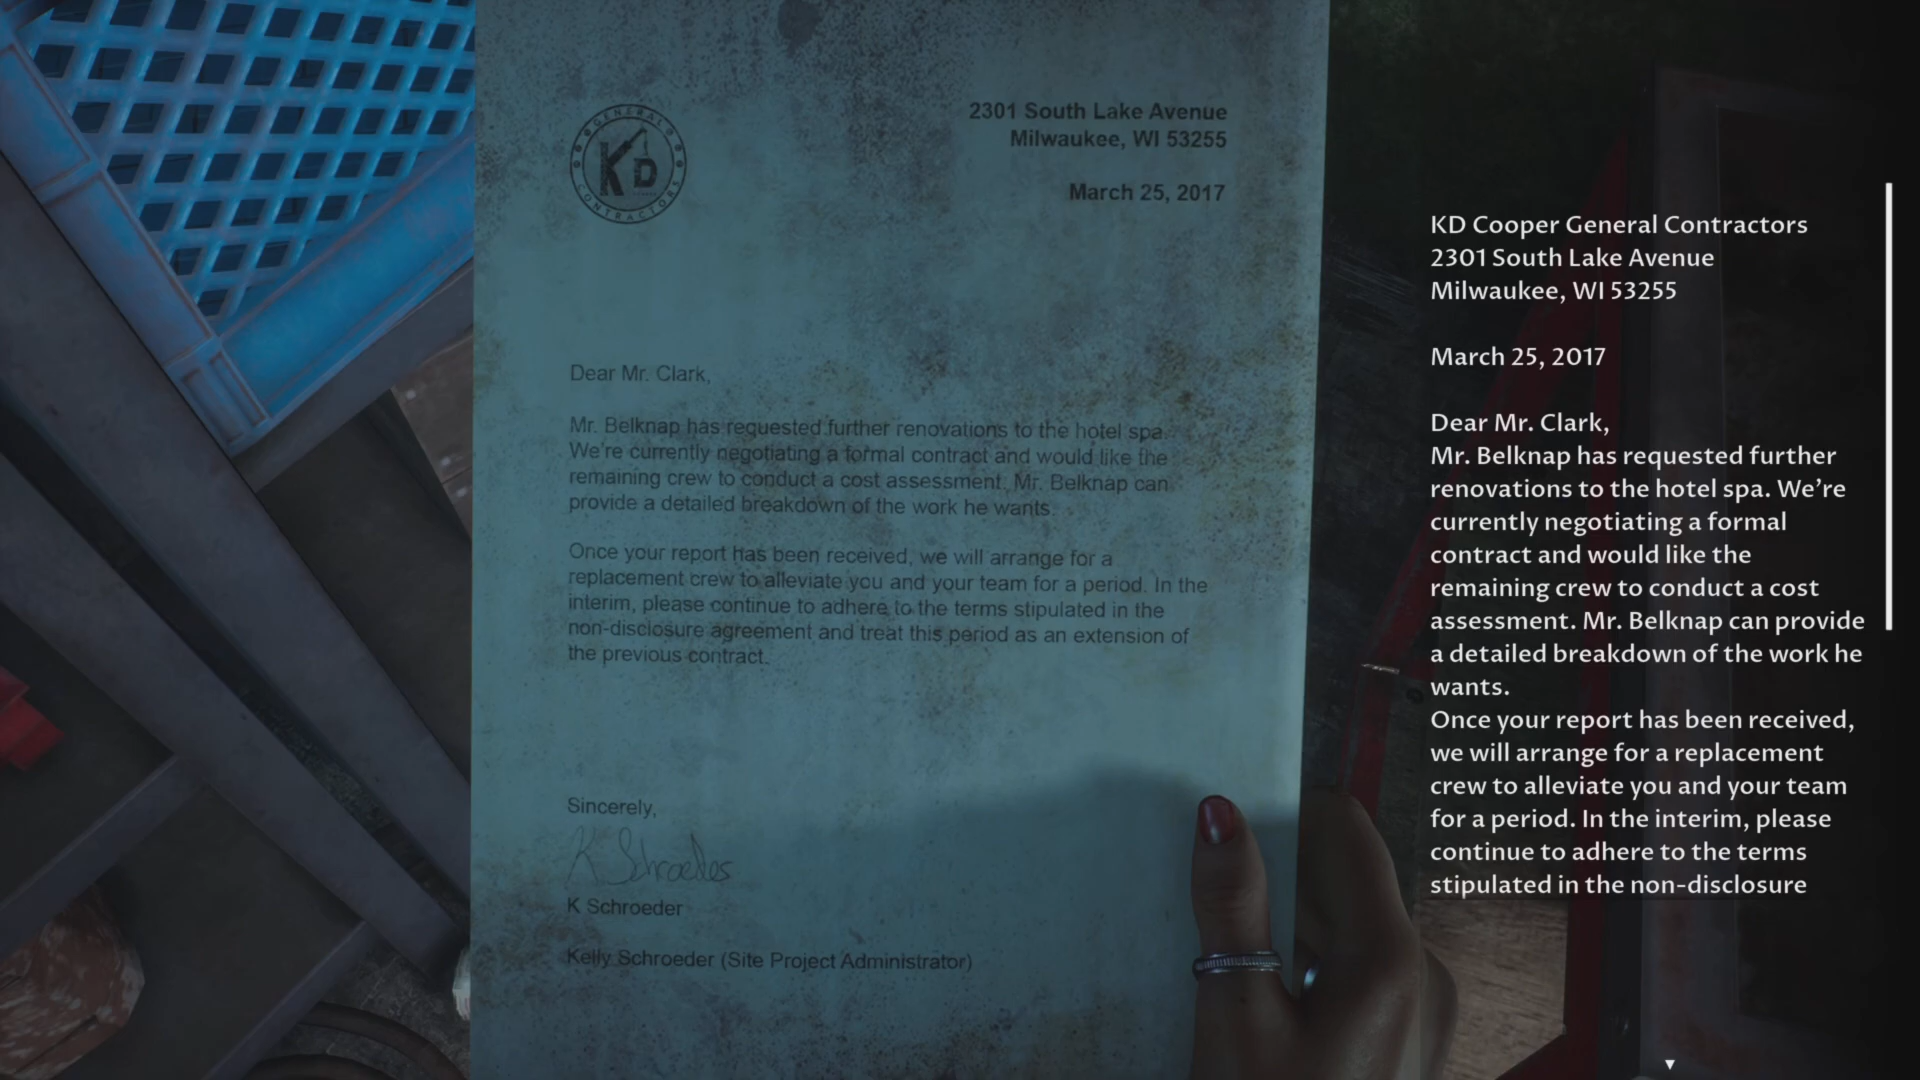 GENERAL
KD
CONTRACTORS
2301 South Lake Avenue
Milwaukee, WI 53255
March 25, 2017
Dear Mr. Clark,
Mr. Belknap has requested further renovations to the hotel spa.
We're currently negotiating a formal contract and would like the
remaining crew to conduct a cost assessment. Mr. Belknap can
provide a detailed breakdown of the work he wants.
Once your report has been received, we will arrange for a
replacement crew to alleviate you and your team for a period. In the
interim, please continue to adhere to the terms stipulated in the
non-disclosure agreement and treat this period as an extension of
the previous contract.
Sincerely,
K Schroeder
K Schroeder
Kelly Schroeder (Site Project Administrator)
KD Cooper General Contractors
2301 South Lake Avenue
Milwaukee, WI 53255
March 25, 2017
Dear Mr. Clark,
Mr. Belknap has requested further
renovations to the hotel spa. We're
currently negotiating a formal
contract and would like the
remaining crew to conduct a cost
assessment. Mr. Belknap can provide
a detailed breakdown of the work he
wants.
Once your report has been received,
we will arrange for a replacement
crew to alleviate you and your team
for a period. In the interim, please
continue to adhere to the terms
stipulated in the non-disclosure